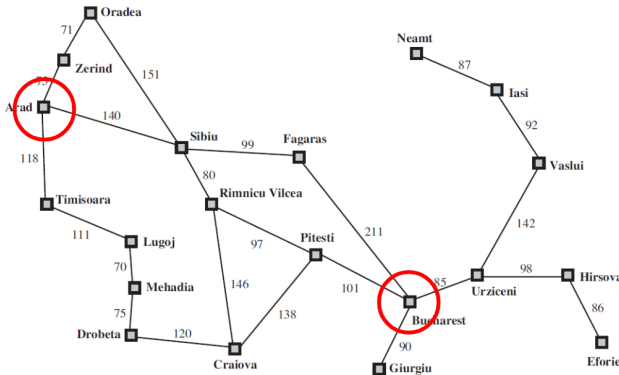 Oradea
71
Neamt
87
Zerind
75
151
Iasi
Arad
140
92
Sibiu
99
Fagaras
118
Vaslui
80
Timisoara
Rimnicu Vilcea
142
111
Lugoj
97
Pitesti
211
70
98
Hirsova
Mehadia
146
101
85
Urziceni
75
138
86
Bucharest
Drobeta
120
90
Craiova
Eforie
Giurgiu